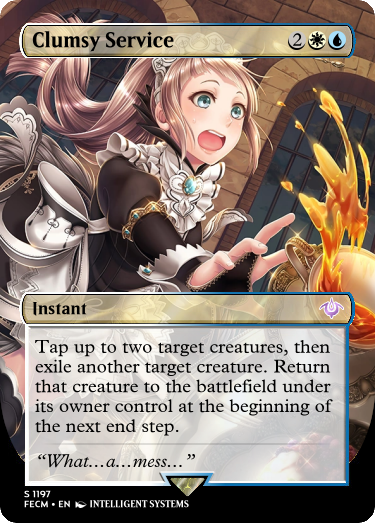 Clumsy Service 2
Instant
Tap up to two target creatures, then
exile another target creature. Return
that creature to the battlefield under
its owner control at the beginning of
the next end step.
“What…a…mess…”
S 1197
FECM • EN INTELLIGENT SYSTEMS